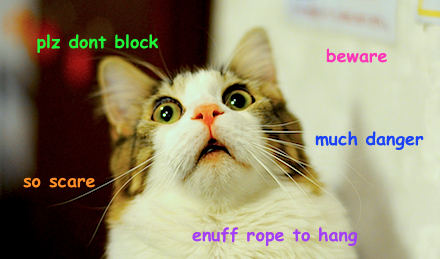 plz dont block
beware
much danger
so scare
enuff rope to hang